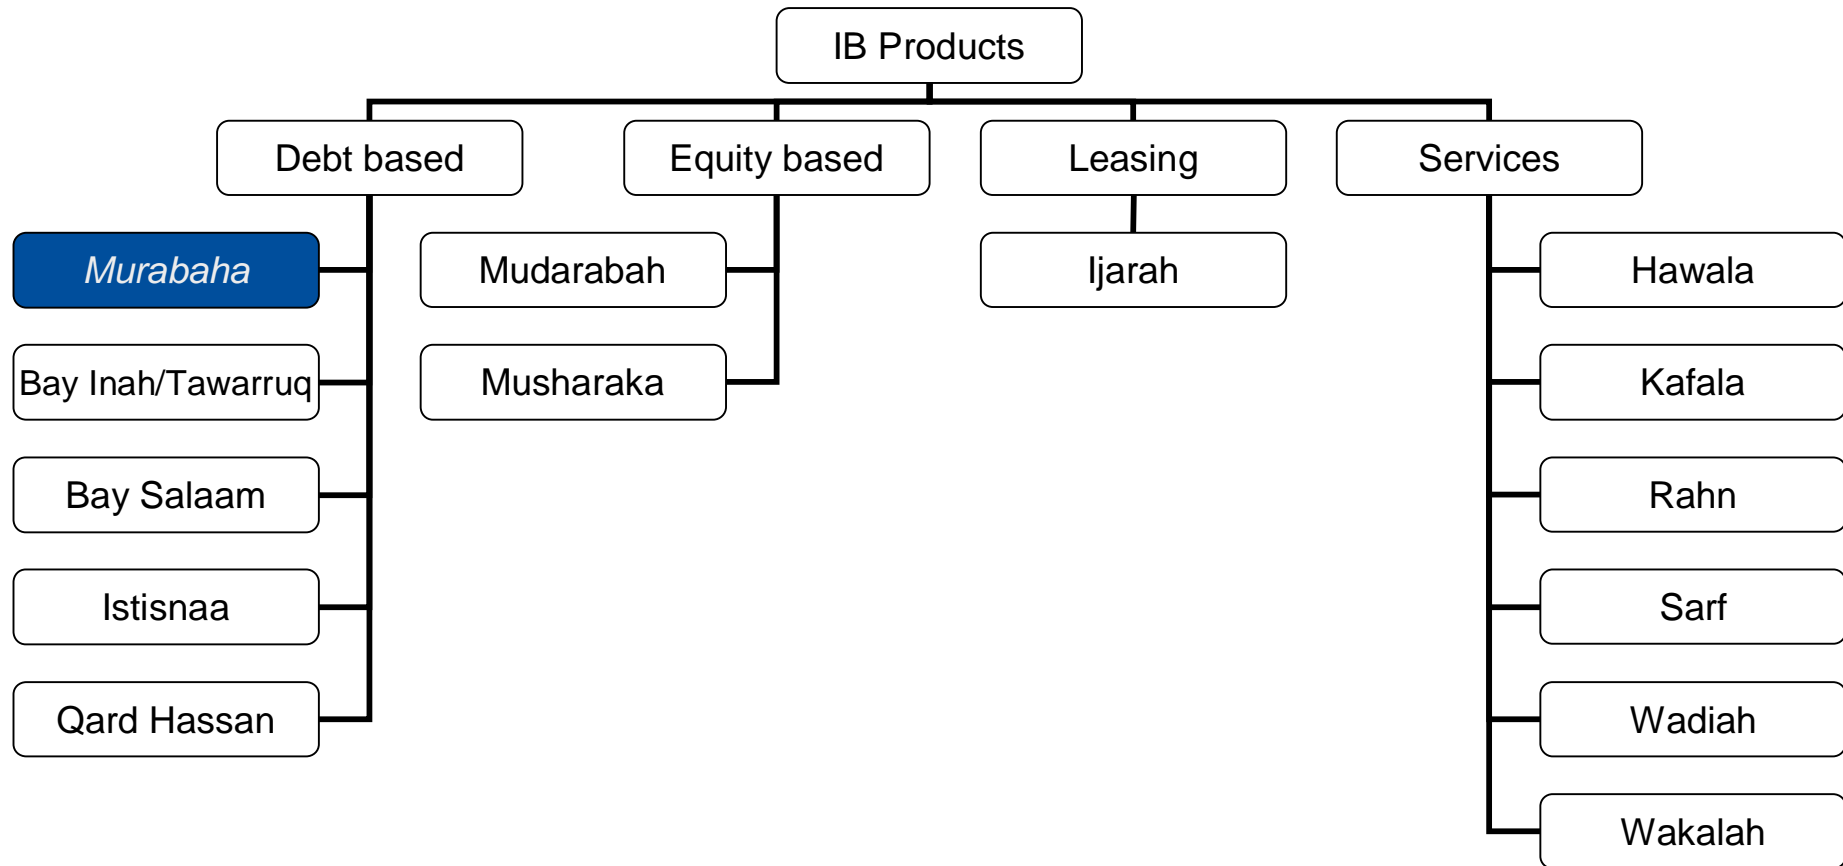 IB Products
Debt based
Equity based
Leasing
Services
Murabaha
Mudarabah
Ijarah
Hawala
Bay Inah/Tawarruq
Musharaka
Kafala
Bay Salaam
Rahn
Istisnaa
Sarf
Qard Hassan
Wadiah
Wakalah